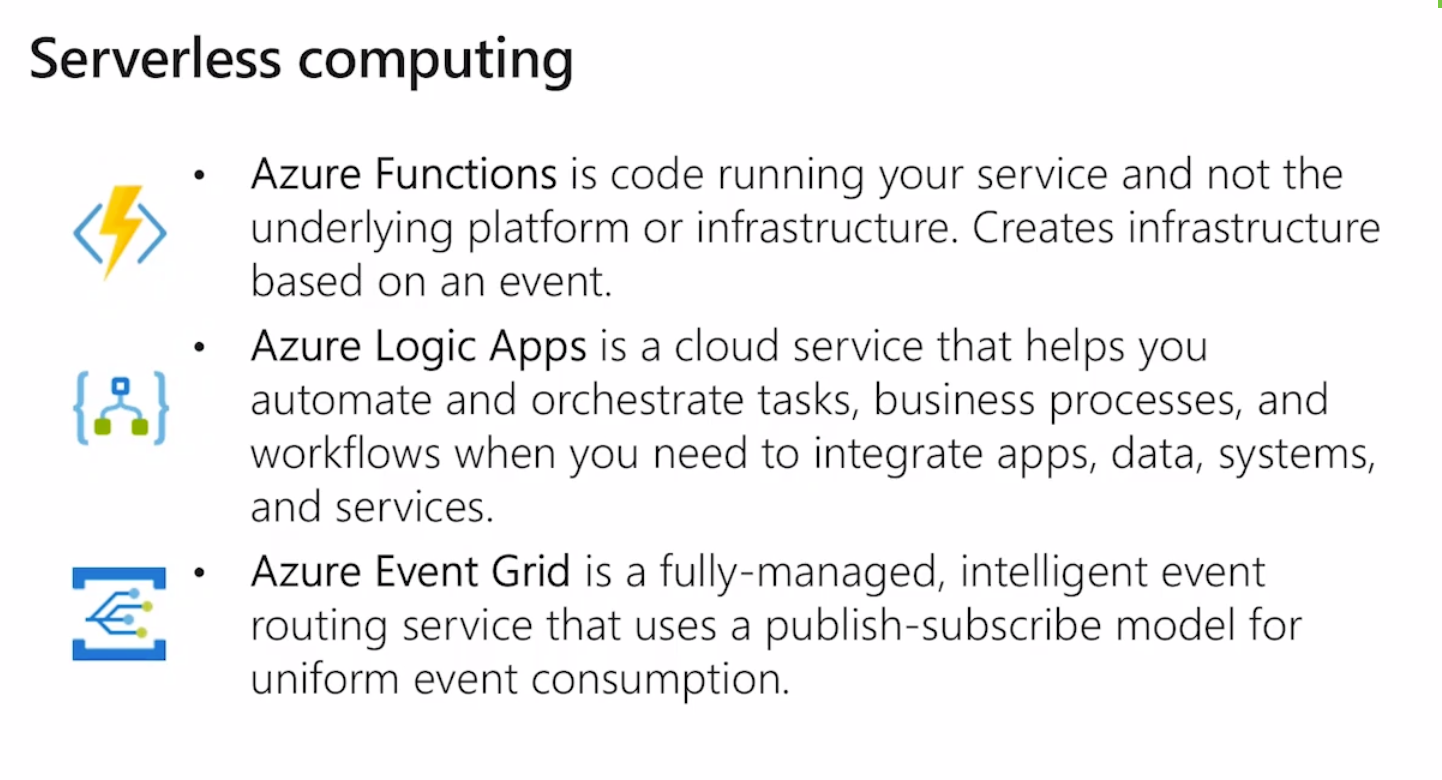 Serverless computing
• Azure Functions is code running your service and not the
underlying platform or infrastructure. Creates infrastructure
based on an event.
• Azure Logic Apps is a cloud service that helps you
automate and orchestrate tasks, business processes, and
workflows when you need to integrate apps, data, systems,
and services.
• Azure Event Grid is a fully-managed, intelligent event
routing service that uses a publish-subscribe model for
uniform event consumption.